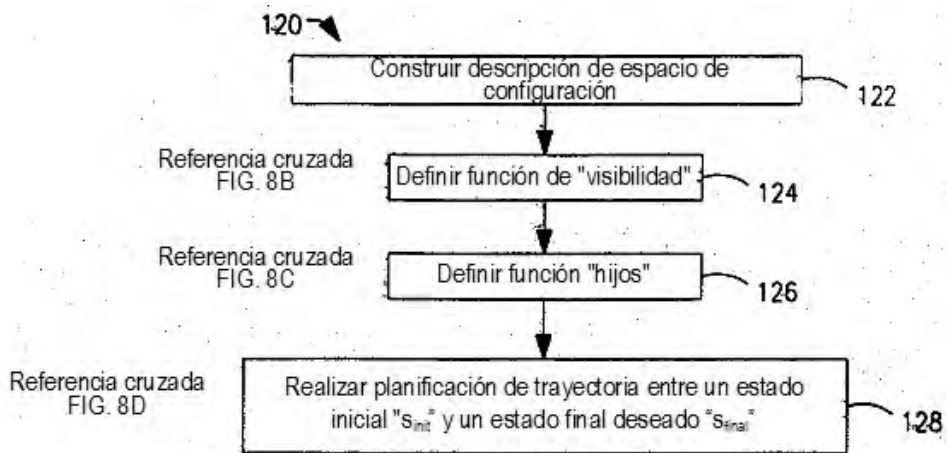 120
Construir descripción de espacio de
configuración
122
Referencia cruzada
FIG. 8B
Definir función de "visibilidad"
124
Referencia cruzada
FIG. 8C
Definir función "hijos"
126
Referencia cruzada
FIG. 8D
Realizar planificación de trayectoria entre un estado
inicial "s_init" y un estado final deseado "s_final"
128